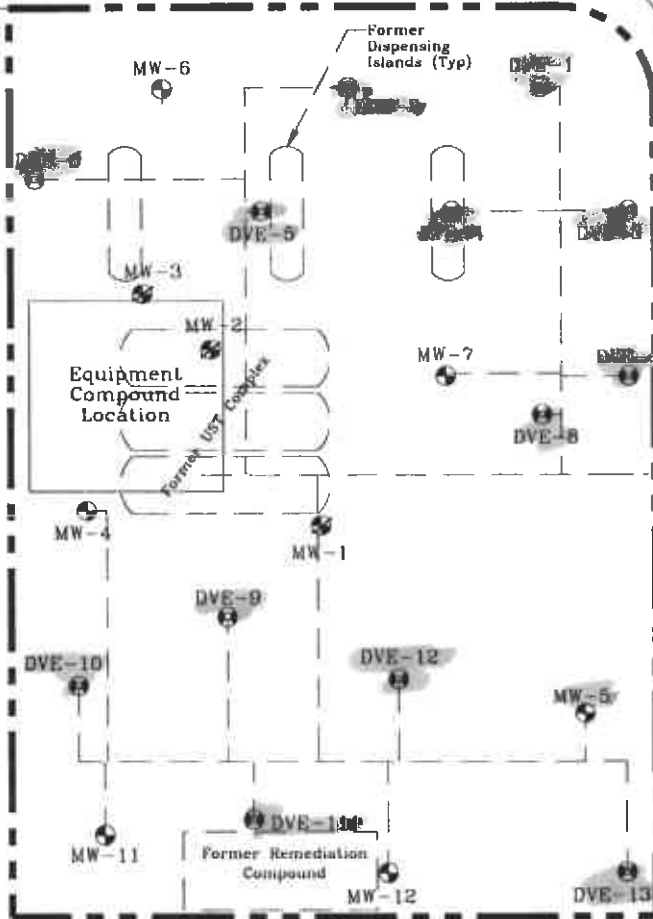 Former
Dispensing
Islands (Typ)
MW-6
DVE-5
MW-3
MW-2
Equipment
Compound
Location
Former UST Complex
MW-7
DVE-8
MW-4
MW-1
DVE-9
DVE-10
DVE-12
MW-5
DVE-11
MW-11
Former Remediation
Compound
MW-12
DVE-13